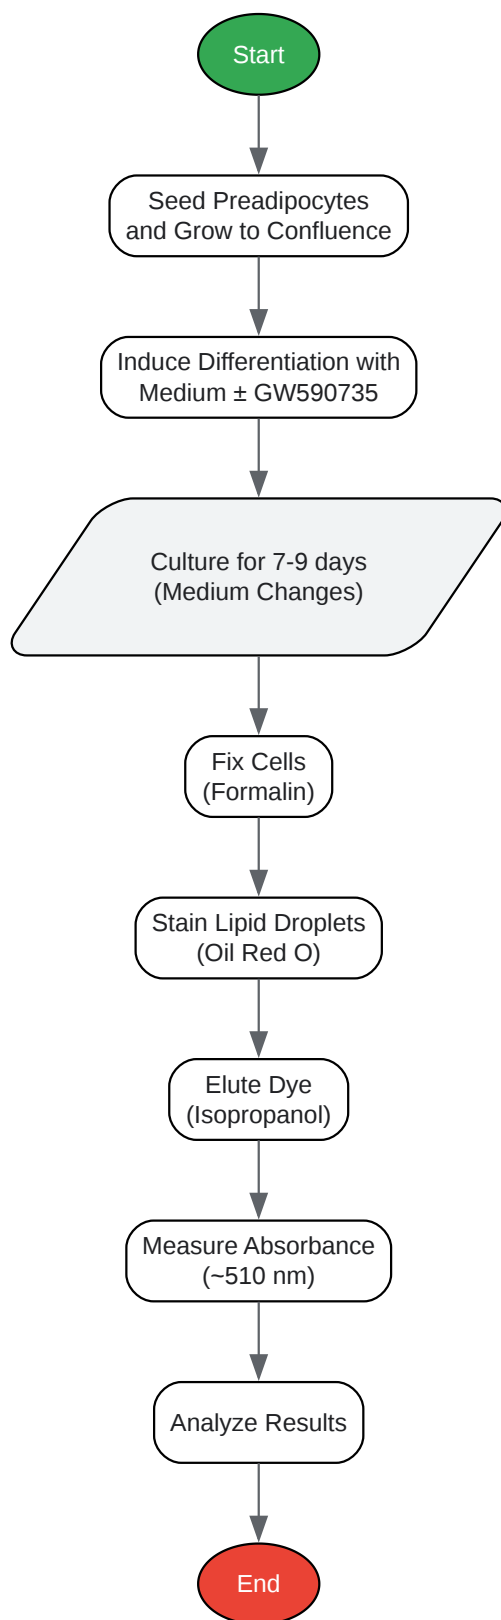 Start
Seed Preadipocytes
and Grow to Confluence
Induce Differentiation with
Medium ± GW590735
Culture for 7-9 days
(Medium Changes)
Fix Cells
(Formalin)
Stain Lipid Droplets
(Oil Red O)
Elute Dye
(Isopropanol)
Measure Absorbance
(~510 nm)
Analyze Results
End